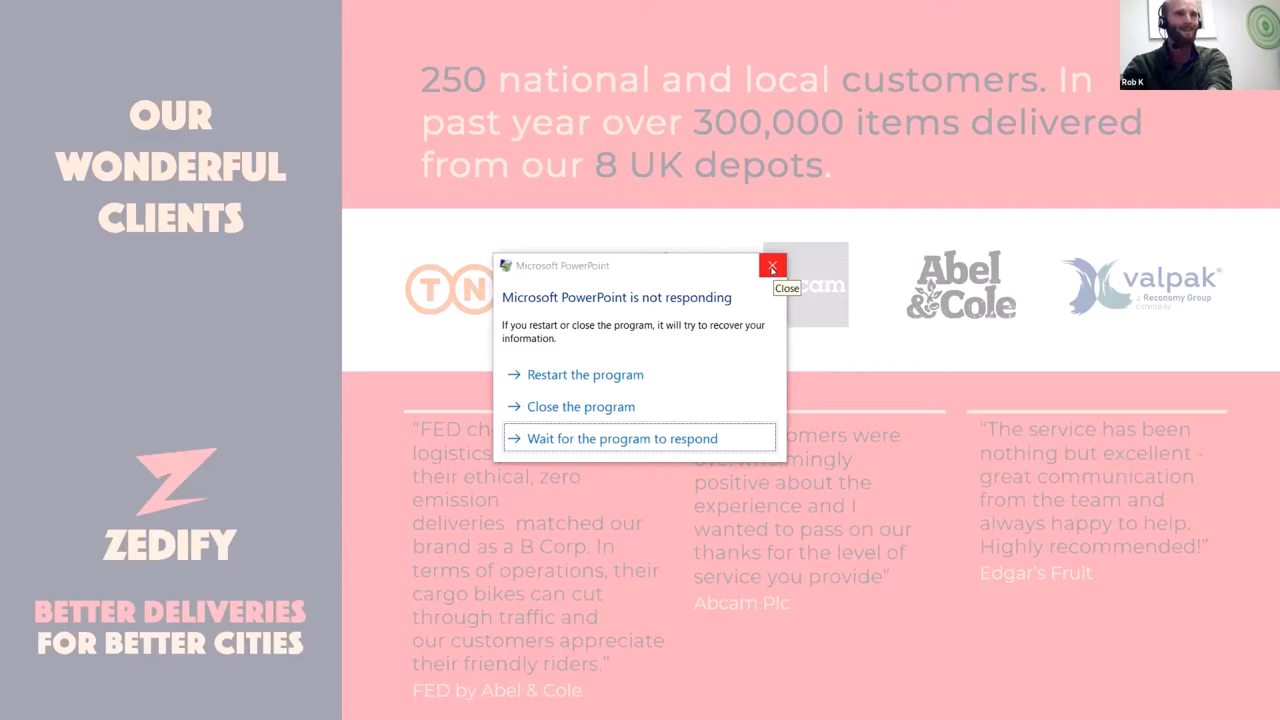 OUR
WONDERFUL
CLIENTS
ZEDIFY
BETTER DELIVERIES
FOR BETTER CITIES
250 national and local customers. In
past year over 300,000 items delivered
from our 8 UK depots.
Rob K
TN
cam
Abel
& Cole
valpak
a Reconomy Group
company
Microsoft PowerPoint
Close
Microsoft PowerPoint is not responding
If you restart or close the program, it will try to recover your
information.
Restart the program
Close the program
Wait for the program to respond
“FED
logistics
their ethical, zero
emission
deliveries matched our
brand as a B Corp. In
terms of operations, their
cargo bikes can cut
through traffic and
our customers appreciate
their friendly riders.”
FED by Abel & Cole
omers were
overwhelmingly
positive about the
experience and I
wanted to pass on our
thanks for the level of
service you provide”
Abcam Plc
“The service has been
nothing but excellent -
great communication
from the team and
always happy to help.
Highly recommended!”
Edgar's Fruit